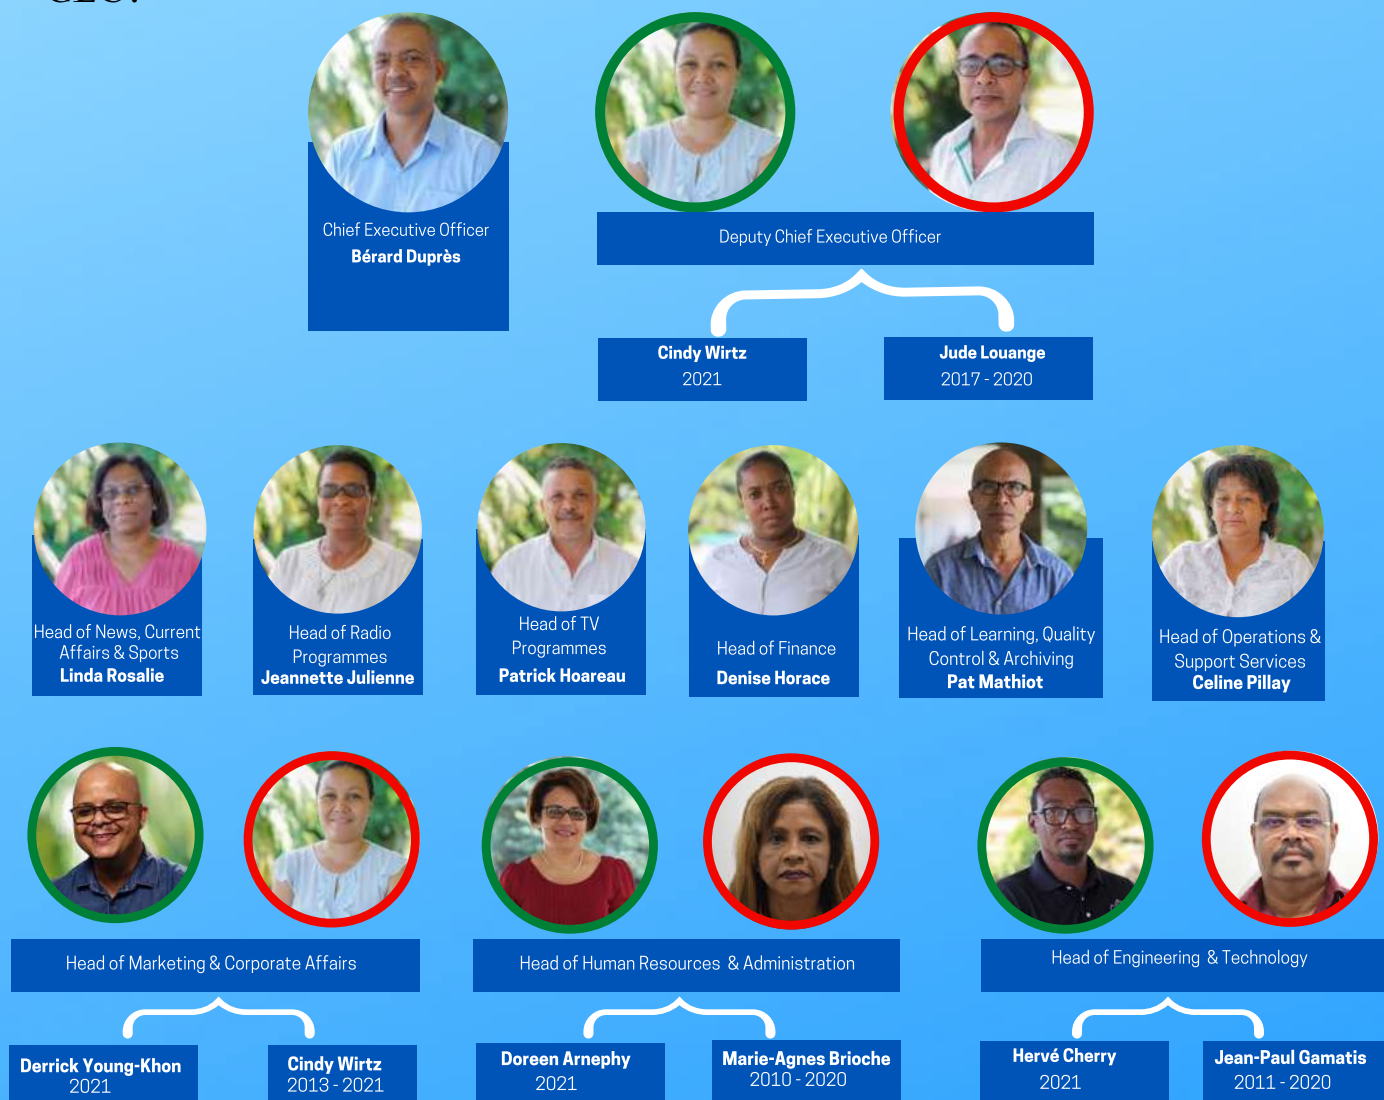 CEO.
Chief Executive Officer
Bérard Duprès
Deputy Chief Executive Officer
Cindy Wirtz
2021
Jude Louange
2017 - 2020
Head of News, Current
Affairs & Sports
Linda Rosalie
Head of Radio
Programmes
Jeannette Julienne
Head of TV
Programmes
Patrick Hoareau
Head of Finance
Denise Horace
Head of Learning, Quality
Control & Archiving
Pat Mathiot
Head of Operations &
Support Services
Celine Pillay
Head of Marketing & Corporate Affairs
Derrick Young-Khon
2021
Cindy Wirtz
2013 - 2021
Head of Human Resources & Administration
Doreen Arnephy
2021
Marie-Agnes Brioche
2010 - 2020
Head of Engineering & Technology
Hervé Cherry
2021
Jean-Paul Gamatis
2011 - 2020